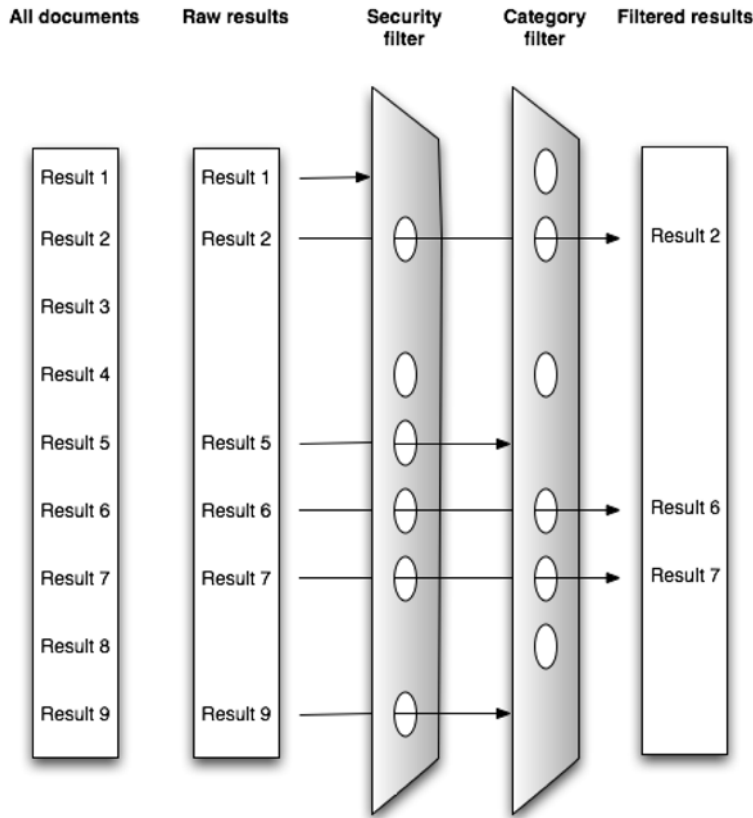 All documents
Raw results
Security
filter
Category
filter
Filtered results
Result 1
Result 2
Result 3
Result 4
Result 5
Result 6
Result 7
Result 8
Result 9
Result 1
Result 2
Result 5
Result 6
Result 7
Result 9
Result 2
Result 6
Result 7